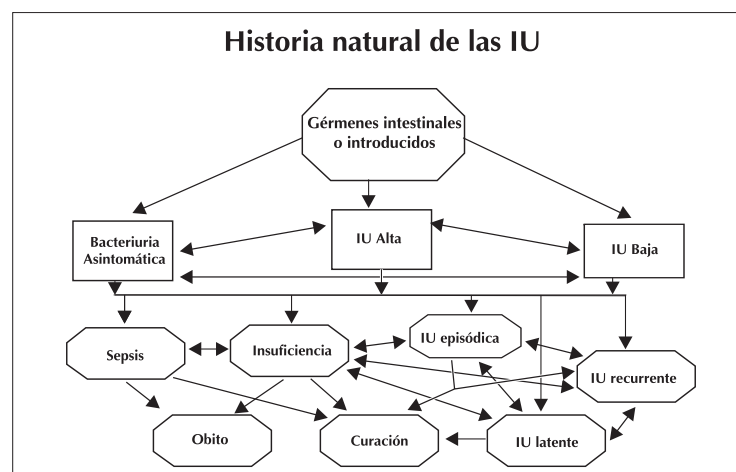 Historia natural de las IU
Gérmenes intestinales
o introducidos
Bacteriuria
Asintomática
IU Alta
IU Baja
Sepsis
Insuficiencia
IU episódica
IU recurrente
Obito
Curación
IU latente